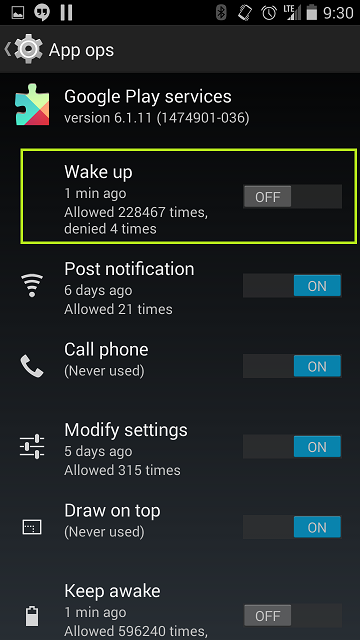 LTE 9:30
App ops
Google Play services
version 6.1.11 (1474901-036)
Wake up
1 min ago
OFF
Allowed 228467 times,
denied 4 times
Post notification
6 days ago
ON
Allowed 21 times
Call phone
(Never used)
ON
Modify settings
5 days ago
ON
Allowed 315 times
Draw on top
(Never used)
ON
Keep awake
1 min ago
OFF
Allowed 596240 times,